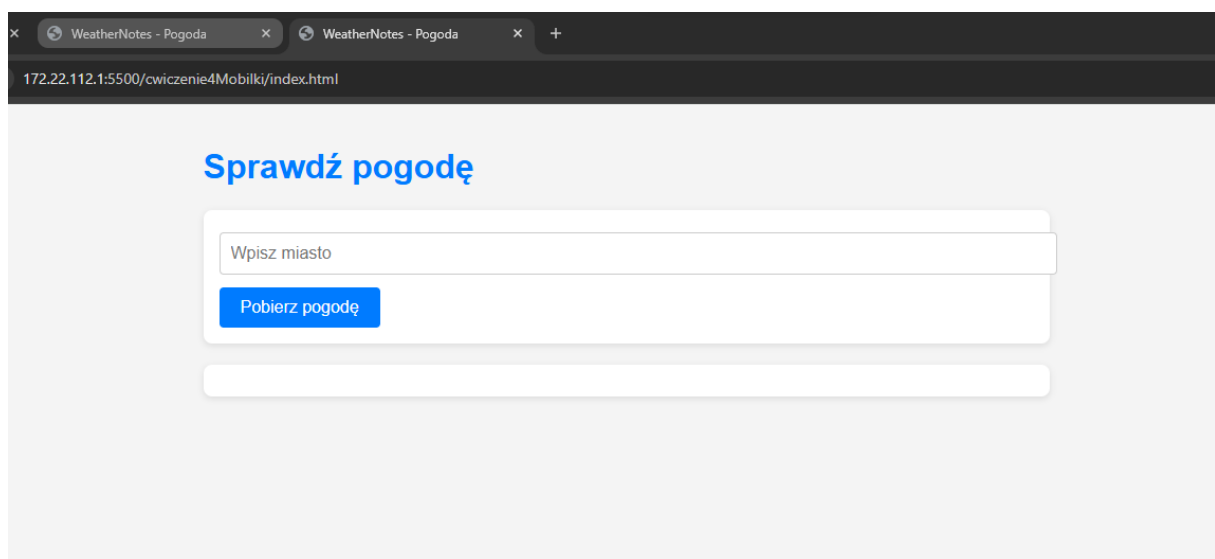 WeatherNotes - Pogoda
WeatherNotes - Pogoda
172.22.112.1:5500/cwiczenie4Mobilki/index.html
Sprawdź pogodę
Wpisz miasto
Pobierz pogodę